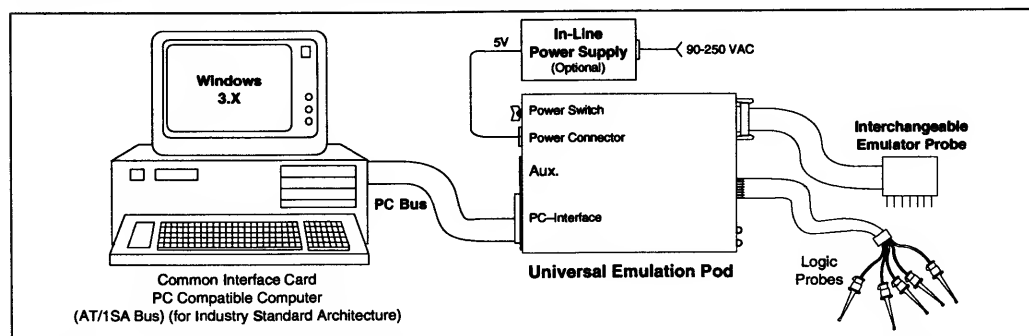 Windows
3.X
5V
In-Line
Power Supply
(Optional)
90-250 VAC
Power Switch
Power Connector
Aux.
PC–Interface
PC Bus
Universal Emulation Pod
Interchangeable
Emulator Probe
Logic
Probes
Common Interface Card
PC Compatible Computer
(AT/1SA Bus) (for Industry Standard Architecture)